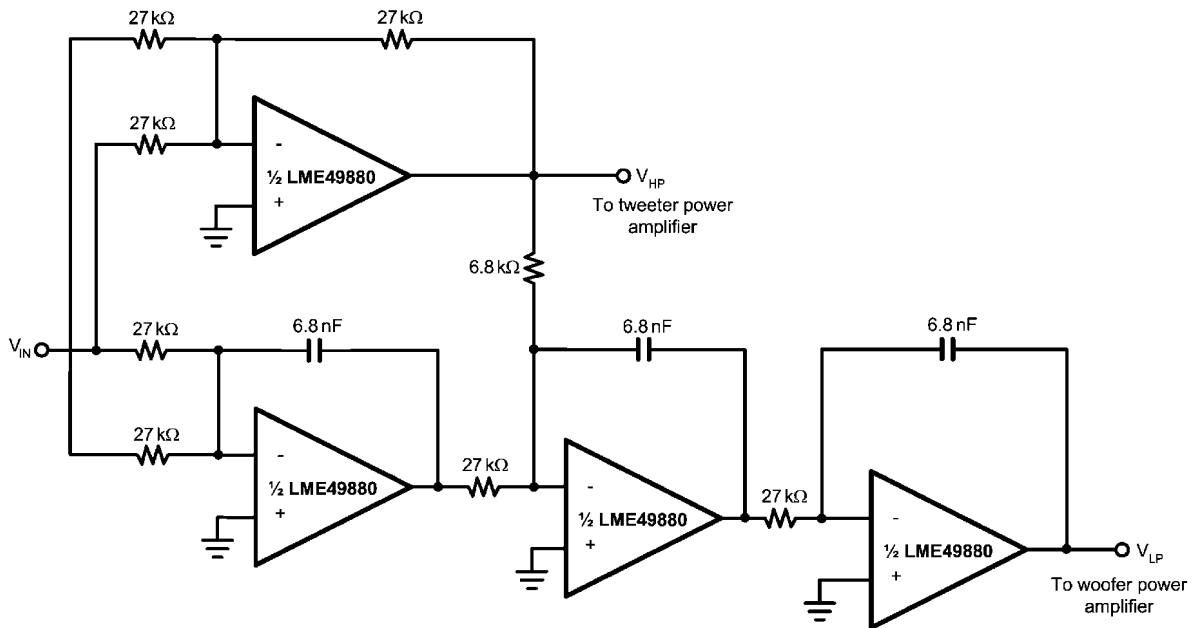 27 kΩ
27 kΩ
27 kΩ
-
½ LME49880
+
V_HP
To tweeter power
amplifier
6.8 kΩ
V_IN
27 kΩ
6.8 nF
6.8 nF
6.8 nF
27 kΩ
-
½ LME49880
+
27 kΩ
-
½ LME49880
+
27 kΩ
-
½ LME49880
+
V_LP
To woofer power
amplifier